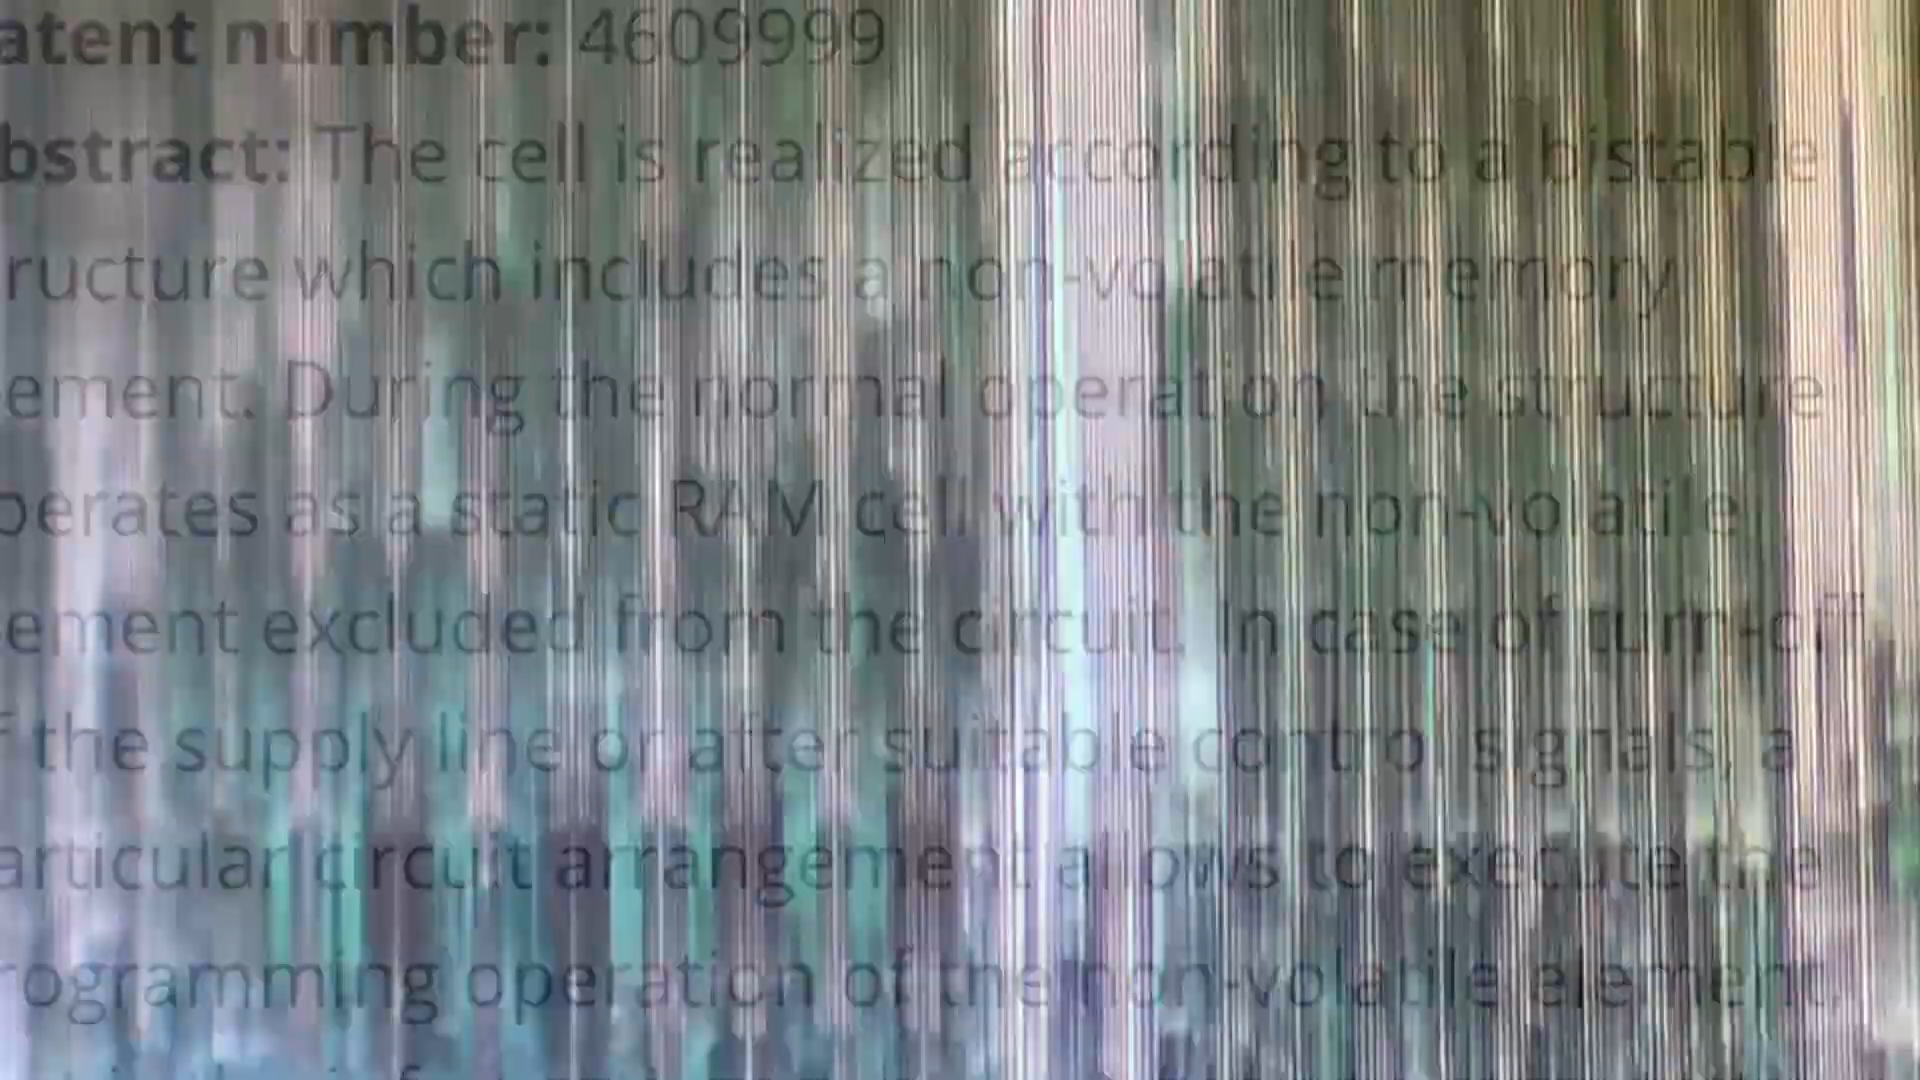 atent number: 4609999
bstract: The cell is realized according to a bistable
ructure which includes a non-volatile memory
ement. During the normal operation the structure
perates as a static RAM cell with the non-volatile
ement excluded from the circuit. In case of turn-off
f the supply line or after suitable control signals, a
articular circuit arrangement allows to execute the
rogramming operation of the non-volatile element,